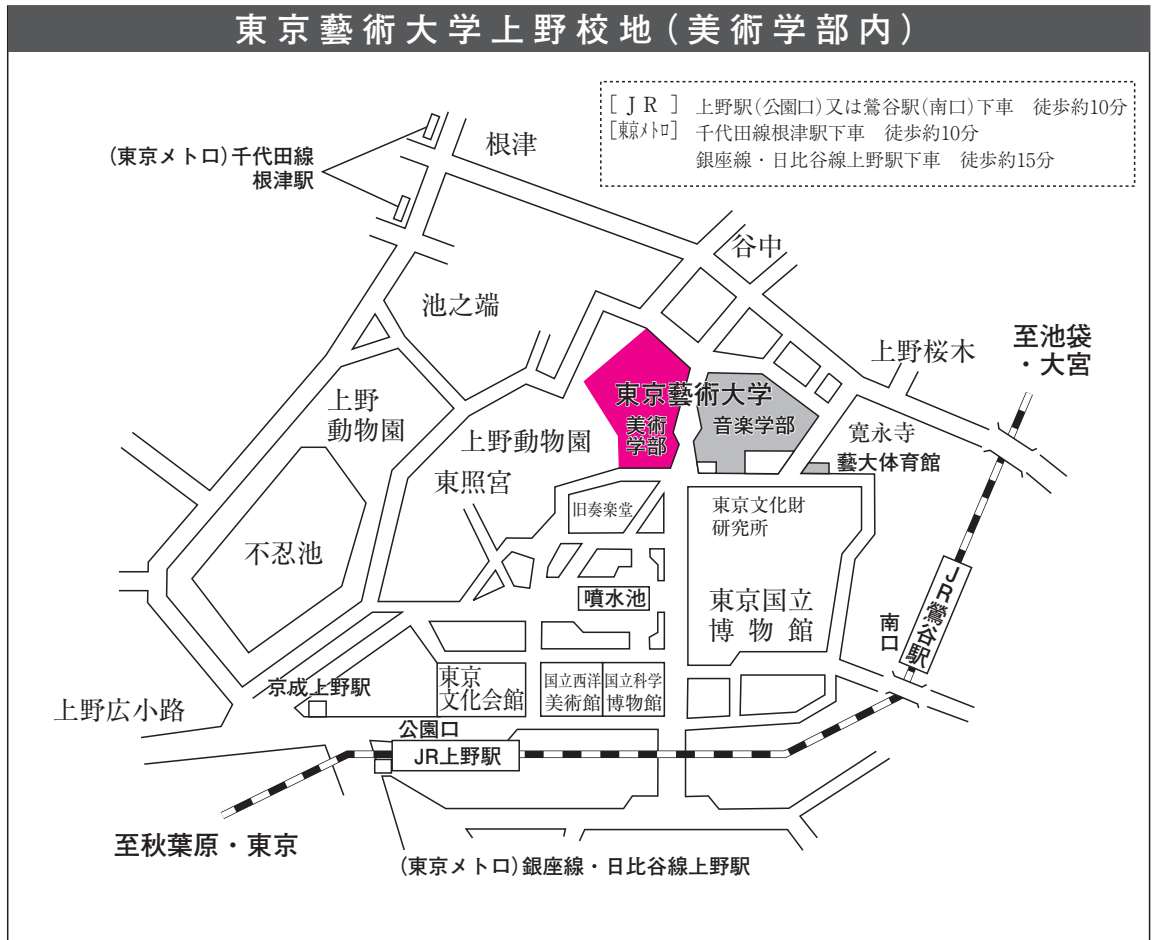 東京藝術大学上野校地(美術学部内)
[ J R ] 上野駅(公園口)又は鶯谷駅(南口)下車 徒歩約10分
[東京メトロ] 千代田線根津駅下車 徒歩約10分
銀座線・日比谷線上野駅下車 徒歩約15分
(東京メトロ)千代田線
根津駅
根津
谷中
池之端
上野桜木
至池袋
・大宮
東京藝術大学
美術
学部
音楽学部
上野
動物園
上野動物園
寛永寺
藝大体育館
東照宮
旧奏楽堂
東京文化財
研究所
不忍池
噴水池
東京国立
博物館
JR鶯谷駅
南口
京成上野駅
東京
文化会館
国立西洋
美術館
国立科学
博物館
上野広小路
公園口
JR上野駅
至秋葉原・東京
(東京メトロ)銀座線・日比谷線上野駅